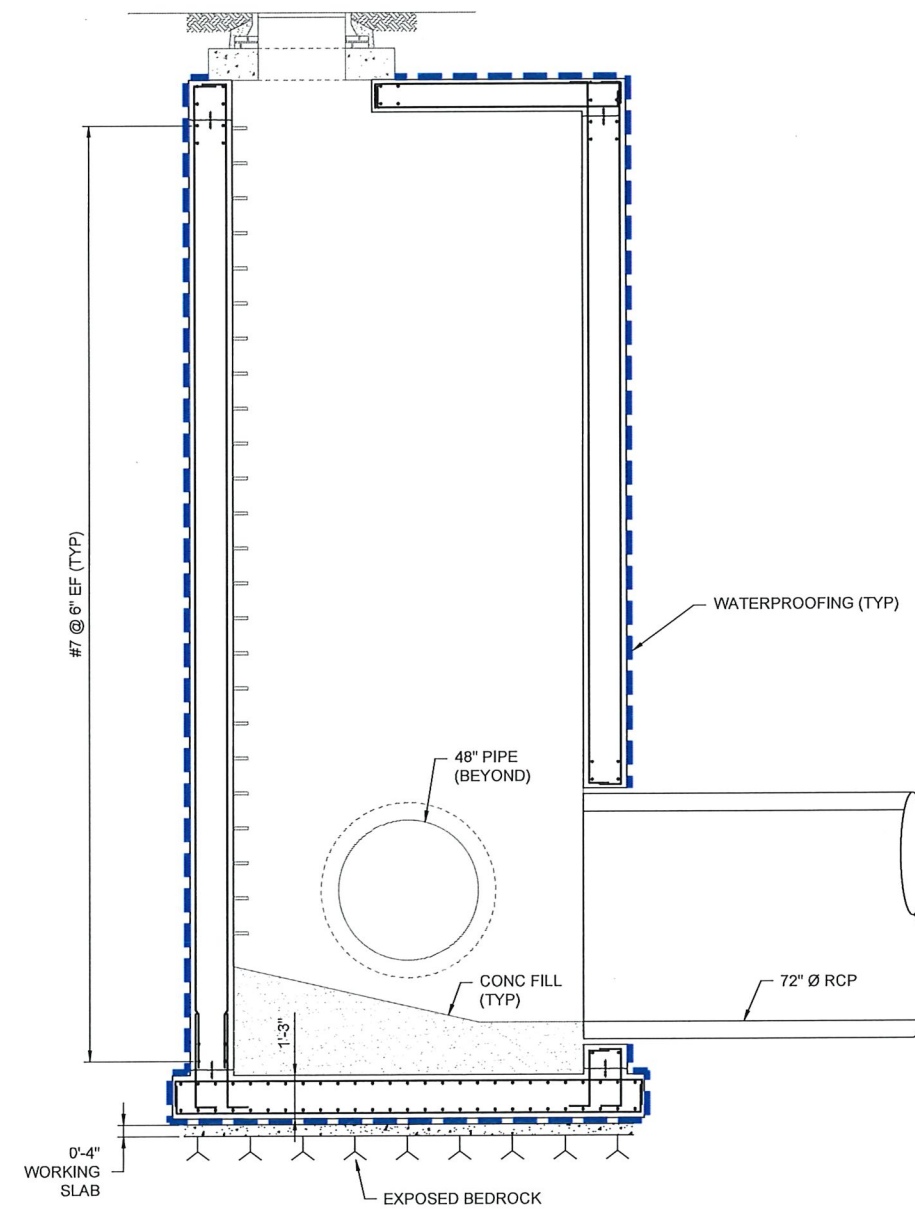 #7 @ 6" EF (TYP)
WATERPROOFING (TYP)
48" PIPE
(BEYOND)
CONC FILL
(TYP)
72" Ø RCP
1'-3"
0'-4"
WORKING
SLAB
EXPOSED BEDROCK